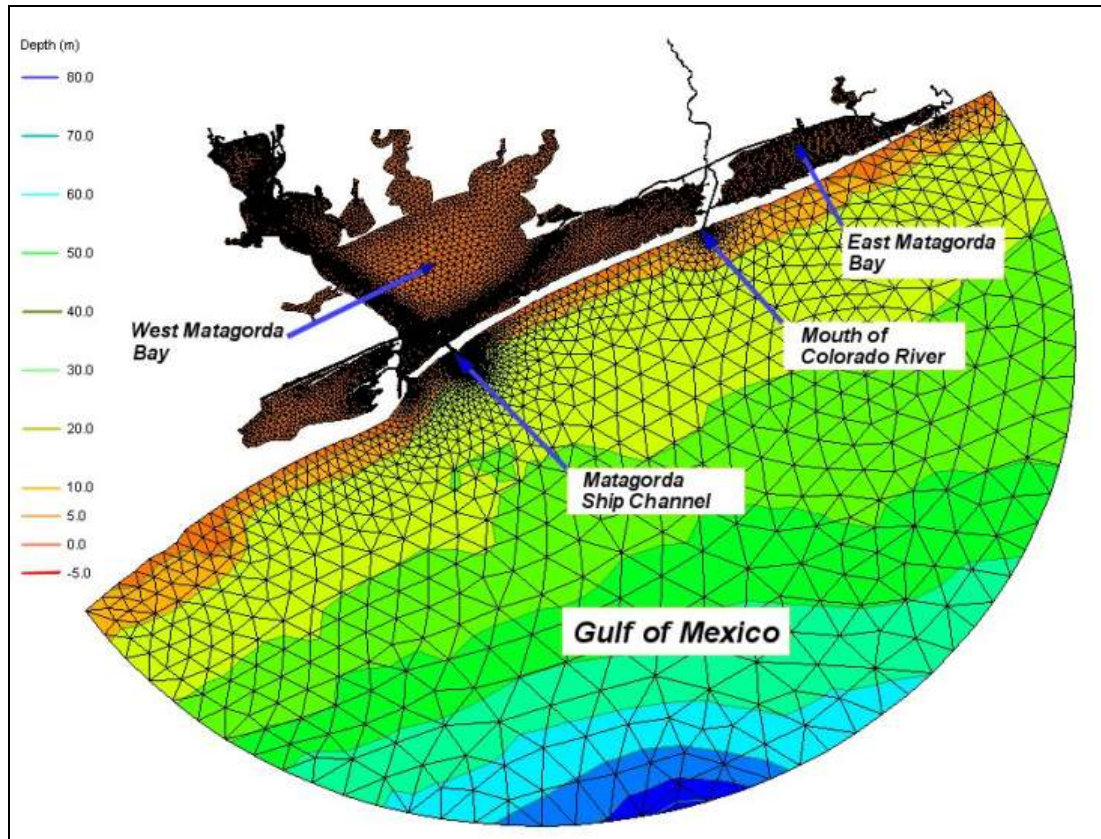 Depth (m)
80.0
70.0
60.0
50.0
40.0
30.0
20.0
10.0
5.0
0.0
-5.0
West Matagorda
Bay
East Matagorda
Bay
Mouth of
Colorado River
Matagorda
Ship Channel
Gulf of Mexico